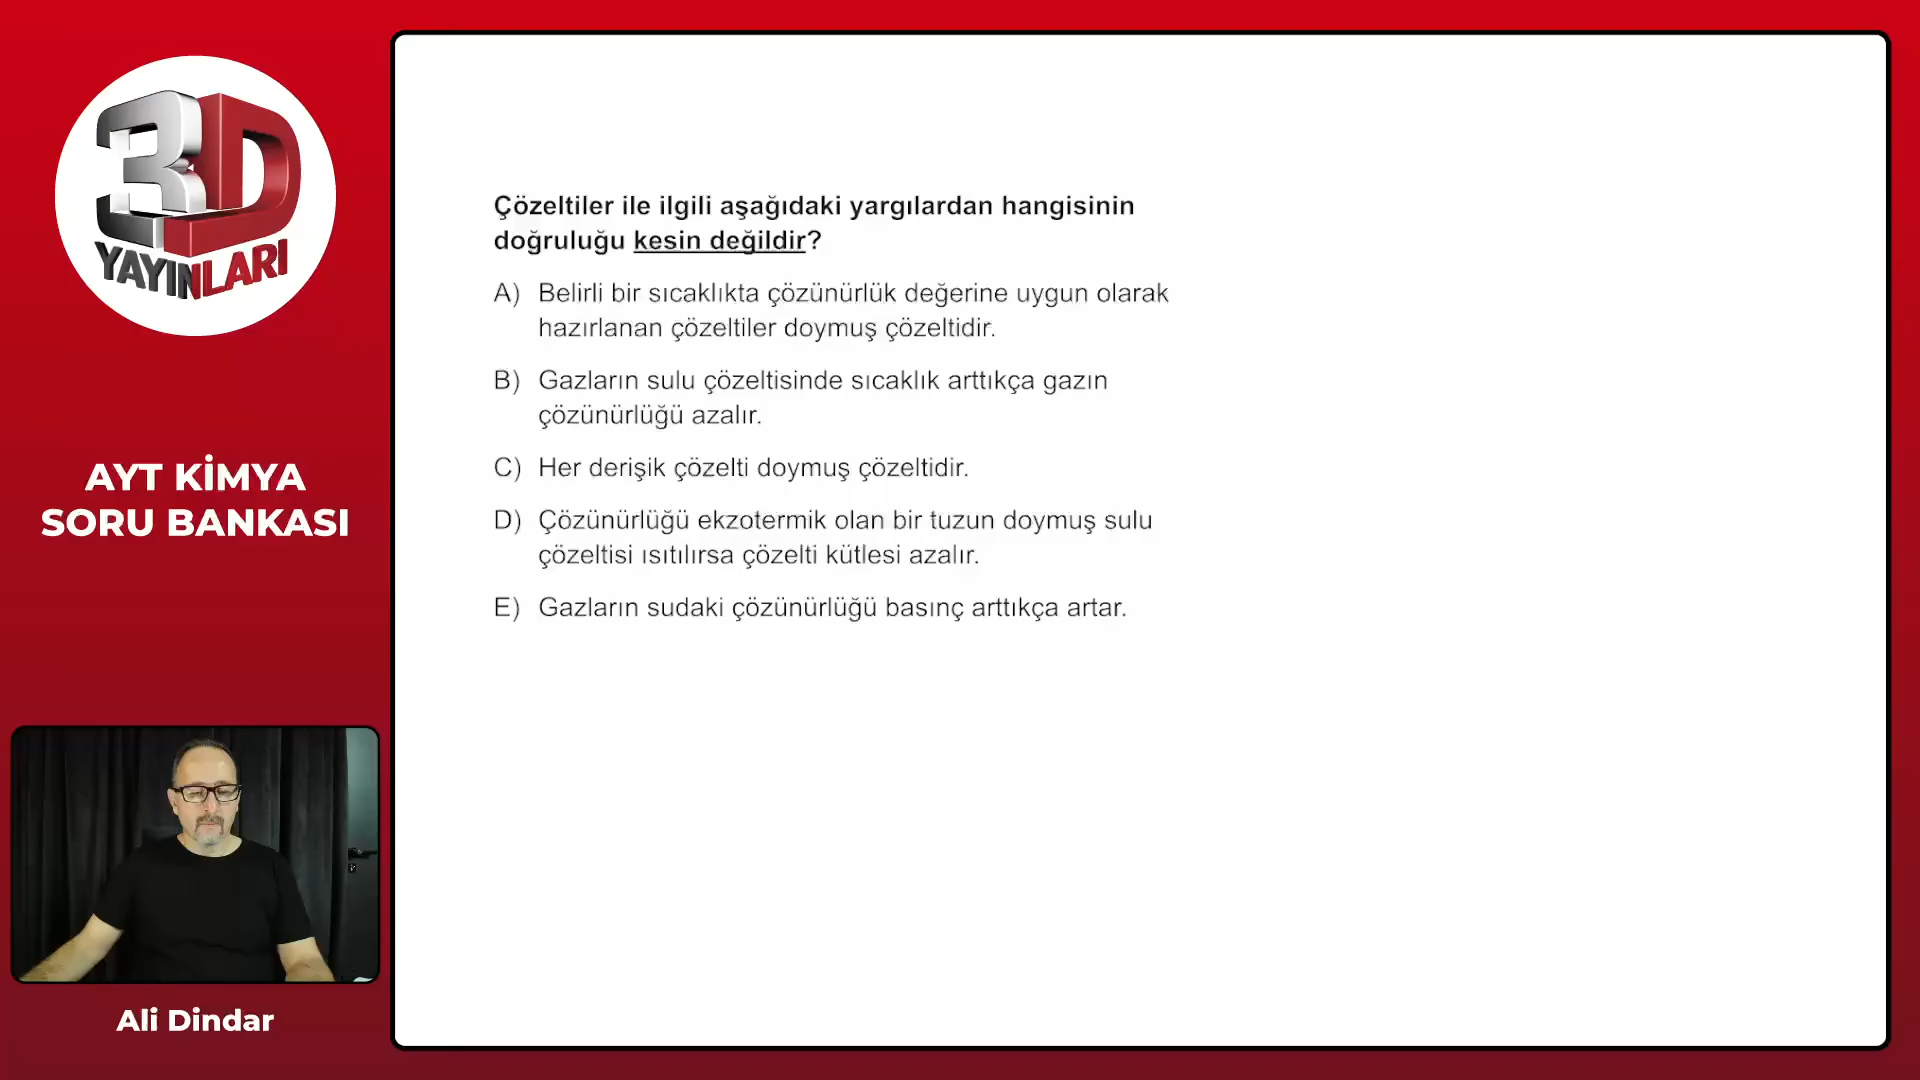 3D
YAYINLARI
AYT KİMYA
SORU BANKASI
Ali Dindar
Çözeltiler ile ilgili aşağıdaki yargılardan hangisinin
doğruluğu kesin değildir?
A) Belirli bir sıcaklıkta çözünürlük değerine uygun olarak
hazırlanan çözeltiler doymuş çözeltidir.
B) Gazların sulu çözeltisinde sıcaklık arttıkça gazın
çözünürlüğü azalır.
C) Her derişik çözelti doymuş çözeltidir.
D) Çözünürlüğü ekzotermik olan bir tuzun doymuş sulu
çözeltisi ısıtılırsa çözelti kütlesi azalır.
E) Gazların sudaki çözünürlüğü basınç arttıkça artar.